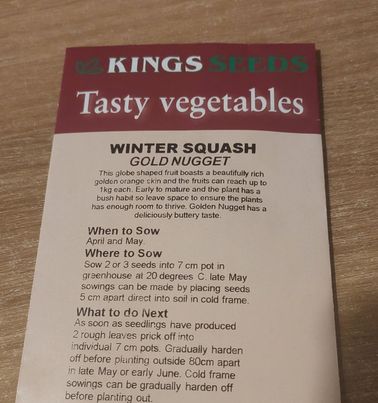 KINGS SEEDS
Tasty vegetables
WINTER SQUASH
GOLD NUGGET
This globe shaped fruit boasts a beautifully rich
golden orange skin and the fruits can reach up to
1kg each. Early to mature and the plant has a
bush habit so leave space to ensure the plants
has enough room to thrive. Golden Nugget has a
deliciously buttery taste.
When to Sow
April and May.
Where to Sow
Sow 2 or 3 seeds into 7 cm pot in
greenhouse at 20 degrees C. late May
sowings can be made by placing seeds
5 cm apart direct into soil in cold frame.
What to do Next
As soon as seedlings have produced
2 rough leaves prick off into
individual 7 cm pots. Gradually harden
off before planting outside 80cm apart
in late May or early June. Cold frame
sowings can be gradually harden off
before planting out.